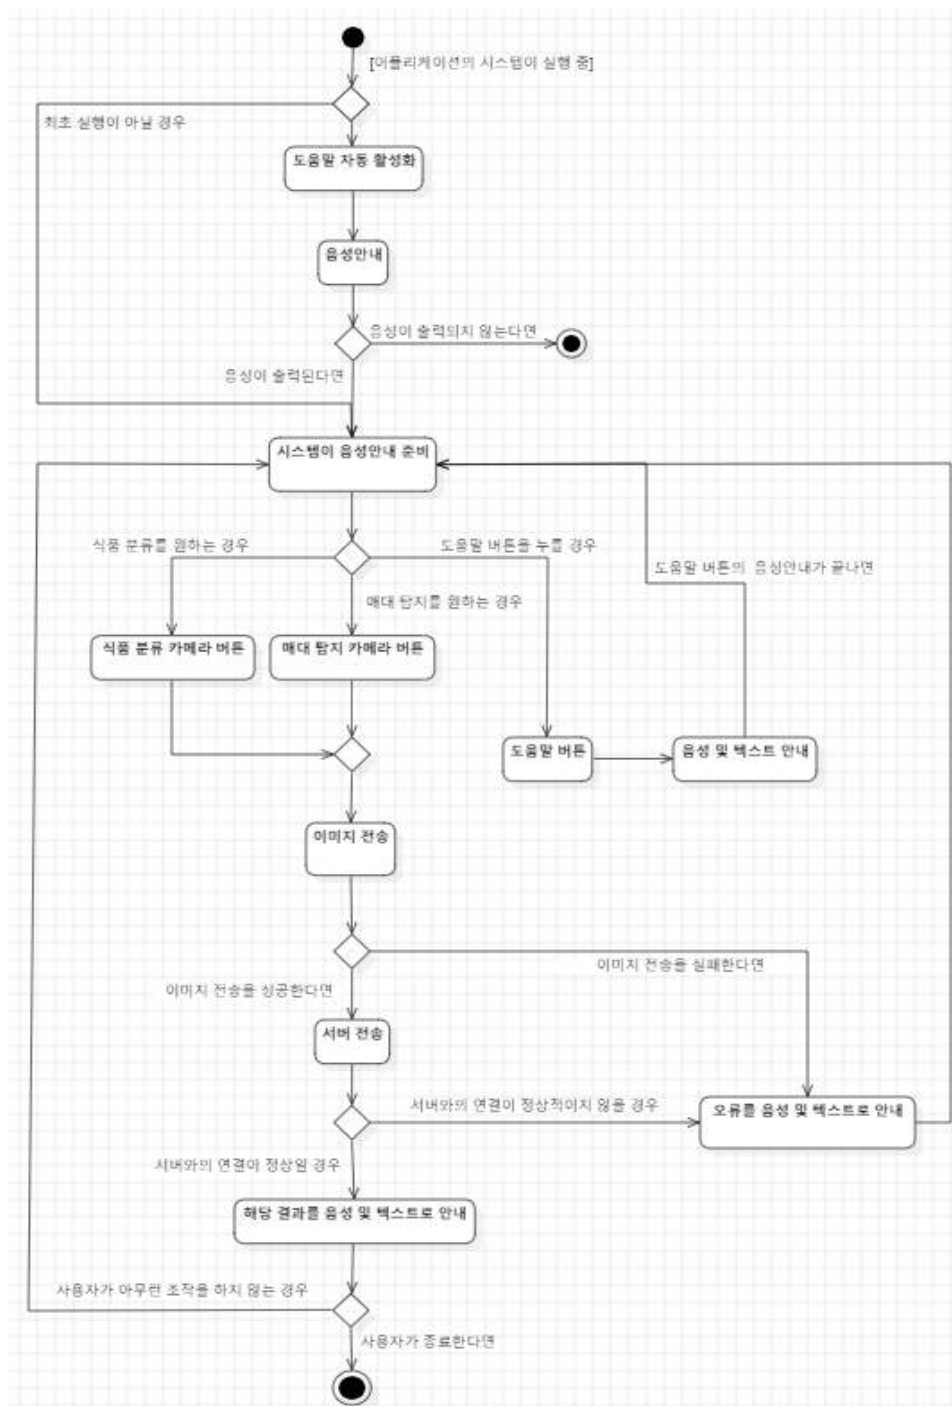 [어플리케이션의 시스템이 실행 중]
최초 실행이 아닐 경우
도움말 자동 활성화
음성안내
음성이 출력되지 않는다면
음성이 출력된다면
시스템이 음성안내 준비
식품 분류를 원하는 경우
도움말 버튼을 누를 경우
도움말 버튼의 음성안내가 끝나면
매대 탐지를 원하는 경우
식품 분류 카메라 버튼
매대 탐지 카메라 버튼
도움말 버튼
음성 및 텍스트 안내
이미지 전송
이미지 전송을 실패한다면
이미지 전송을 성공한다면
서버 전송
서버와의 연결이 정상적이지 않을 경우
오류를 음성 및 텍스트로 안내
서버와의 연결이 정상일 경우
해당 결과를 음성 및 텍스트로 안내
사용자가 아무런 조작을 하지 않는 경우
사용자가 종료한다면